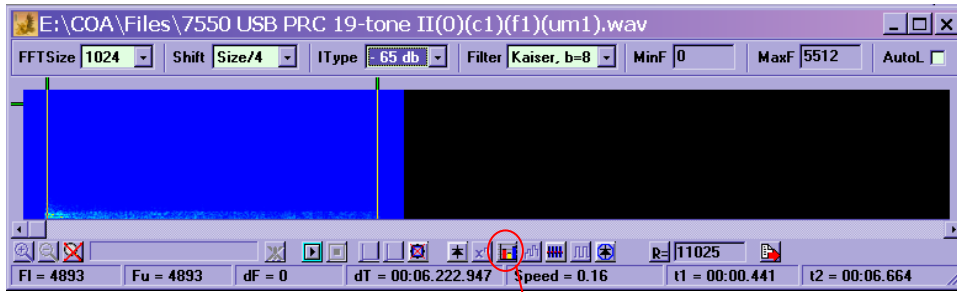 E:\COA\Files\7550 USB PRC 19-tone II(0)(c1)(f1)(um1).wav
FFTSize 1024 Shift Size/4 IType - 65 db Filter Kaiser, b=8 MinF 0 MaxF 5512 AutoL
R= 11025
Fl = 4893 Fu = 4893 dF = 0 dT = 00:06.222.947 Speed = 0.16 t1 = 00:00.441 t2 = 00:06.664